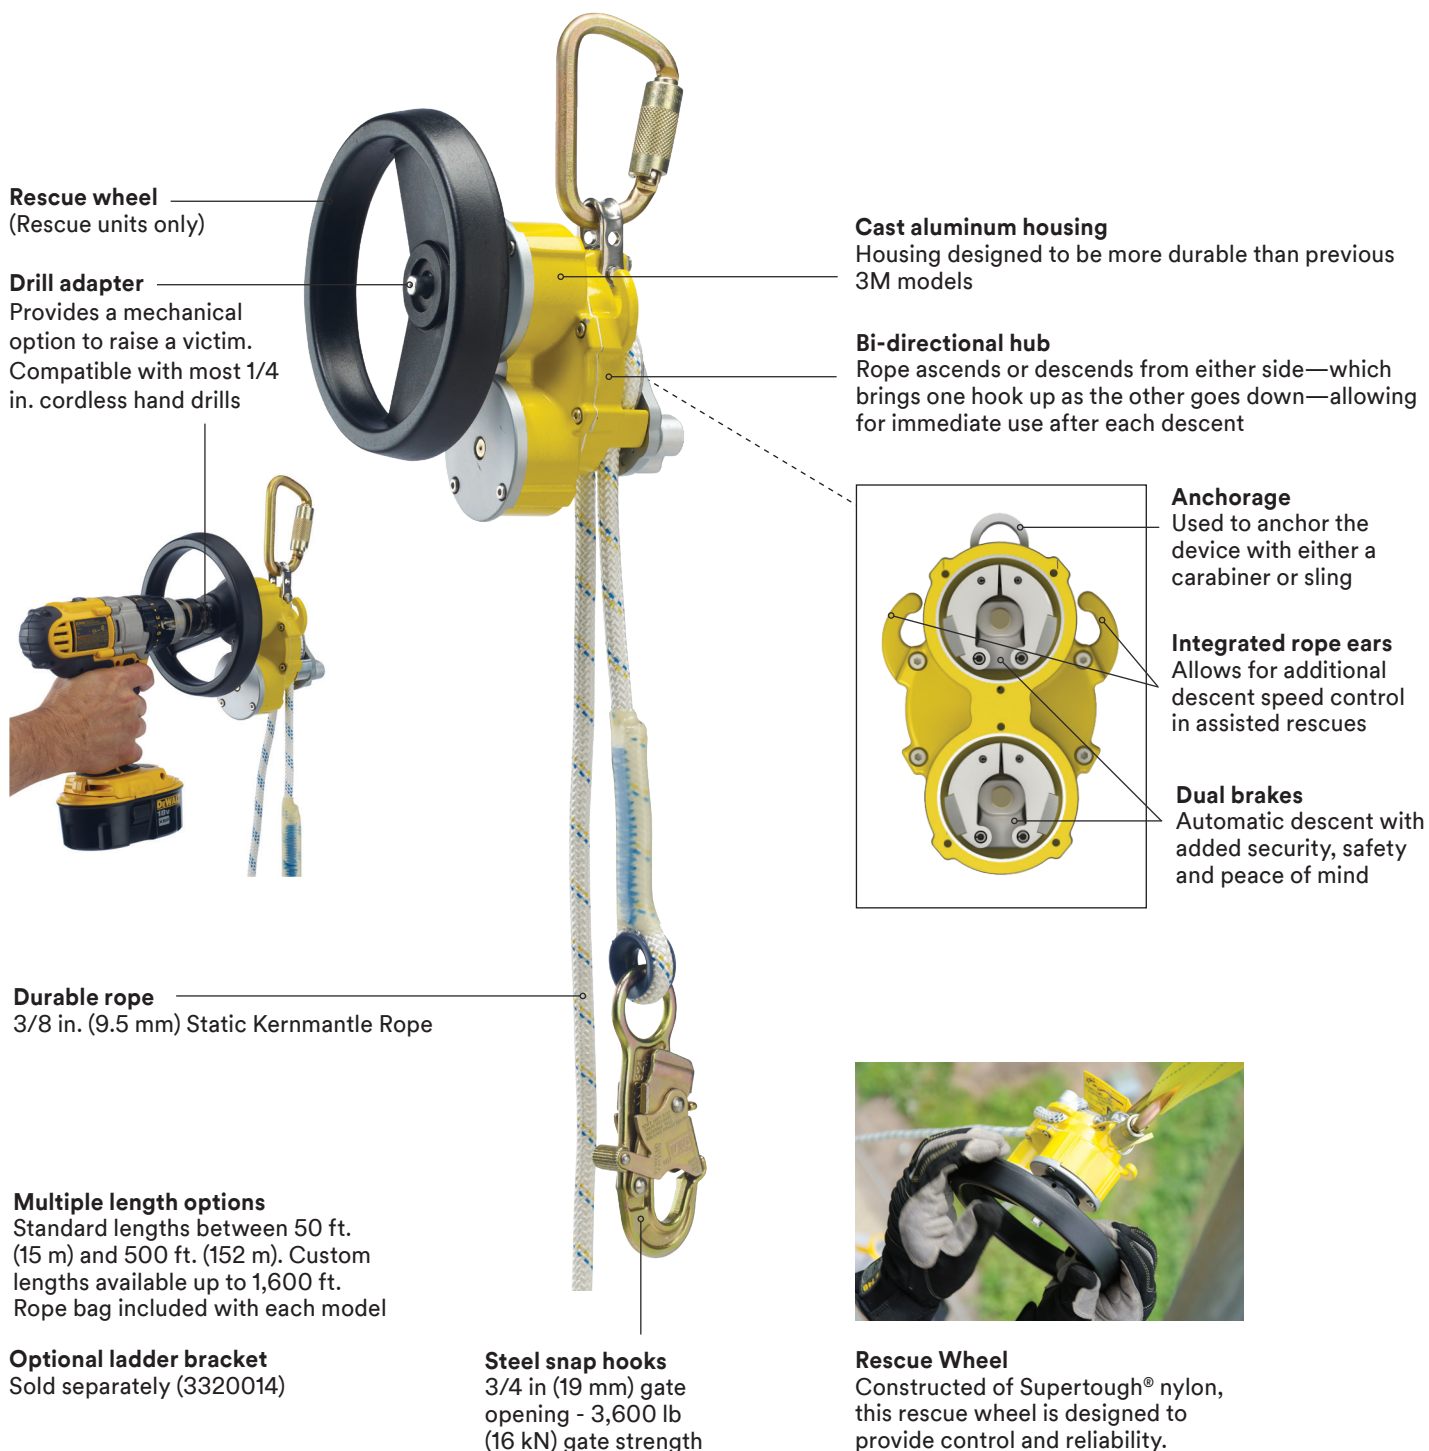 Rescue wheel
(Rescue units only)
Drill adapter
Provides a mechanical
option to raise a victim.
Compatible with most 1/4
in. cordless hand drills
Cast aluminum housing
Housing designed to be more durable than previous
3M models
Bi-directional hub
Rope ascends or descends from either side—which
brings one hook up as the other goes down—allowing
for immediate use after each descent
Anchorage
Used to anchor the
device with either a
carabiner or sling
Integrated rope ears
Allows for additional
descent speed control
in assisted rescues
Dual brakes
Automatic descent with
added security, safety
and peace of mind
DEWALT
18V
Durable rope
3/8 in. (9.5 mm) Static Kernmantle Rope
Multiple length options
Standard lengths between 50 ft.
(15 m) and 500 ft. (152 m). Custom
lengths available up to 1,600 ft.
Rope bag included with each model
Optional ladder bracket
Sold separately (3320014)
Steel snap hooks
3/4 in (19 mm) gate
opening - 3,600 lb
(16 kN) gate strength
Rescue Wheel
Constructed of Supertough® nylon,
this rescue wheel is designed to
provide control and reliability.